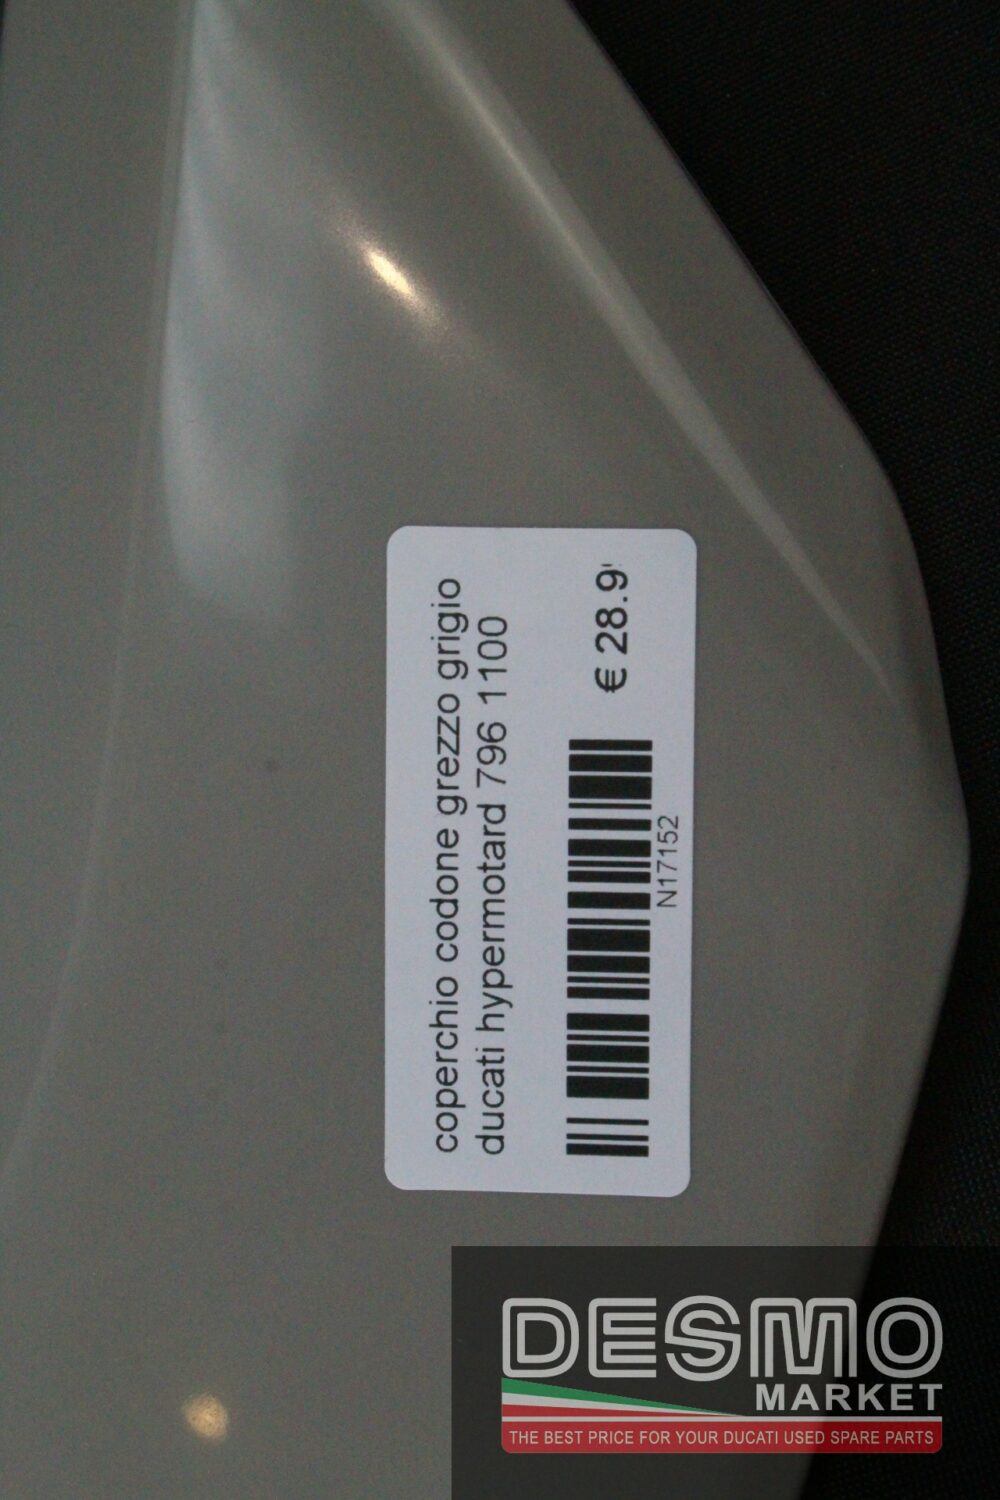 coperchio codone grezzo grigio
ducati hypermotard 796 1100
€ 28.9
N17152
DESMO
MARKET
THE BEST PRICE FOR YOUR DUCATI USED SPARE PARTS